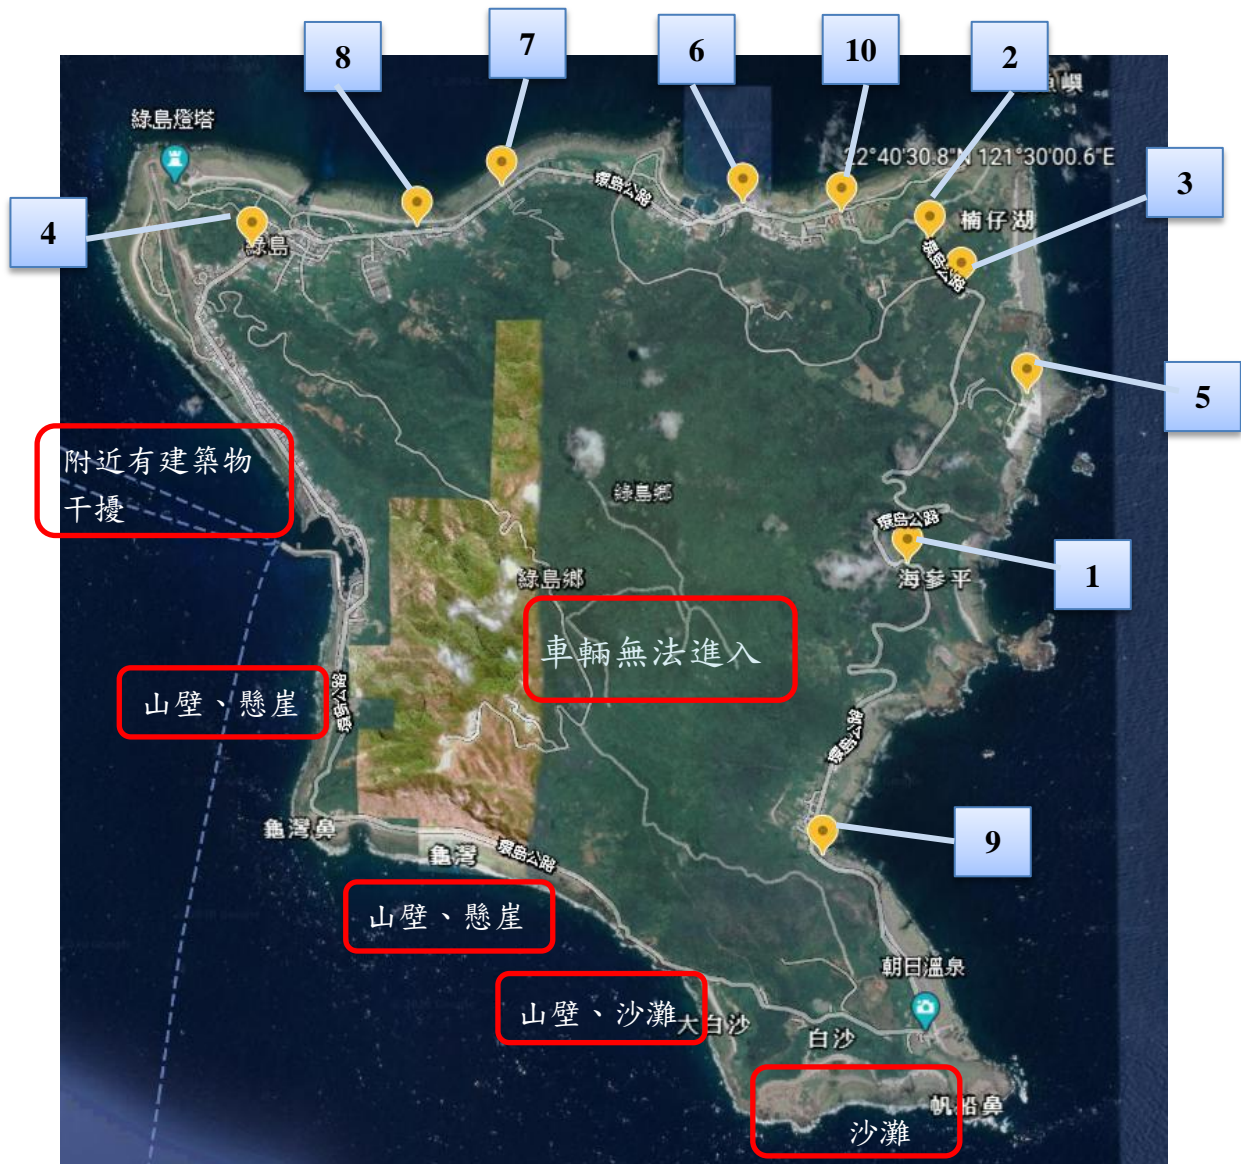 7
6
10
2
8
綠島燈塔
魚嶼
22°40'30.8"N 121°30'00.6"E
環島公路
3
楠仔湖
4
綠島
環島公路
5
附近有建築物
干擾
綠島鄉
環島公路
海參平
1
綠島鄉
車輛無法進入
山壁、懸崖
環島公路
環島公路
龜灣鼻
龜灣
環島公路
9
山壁、懸崖
朝日溫泉
山壁、沙灘
大白沙
白沙
帆船鼻
沙灘